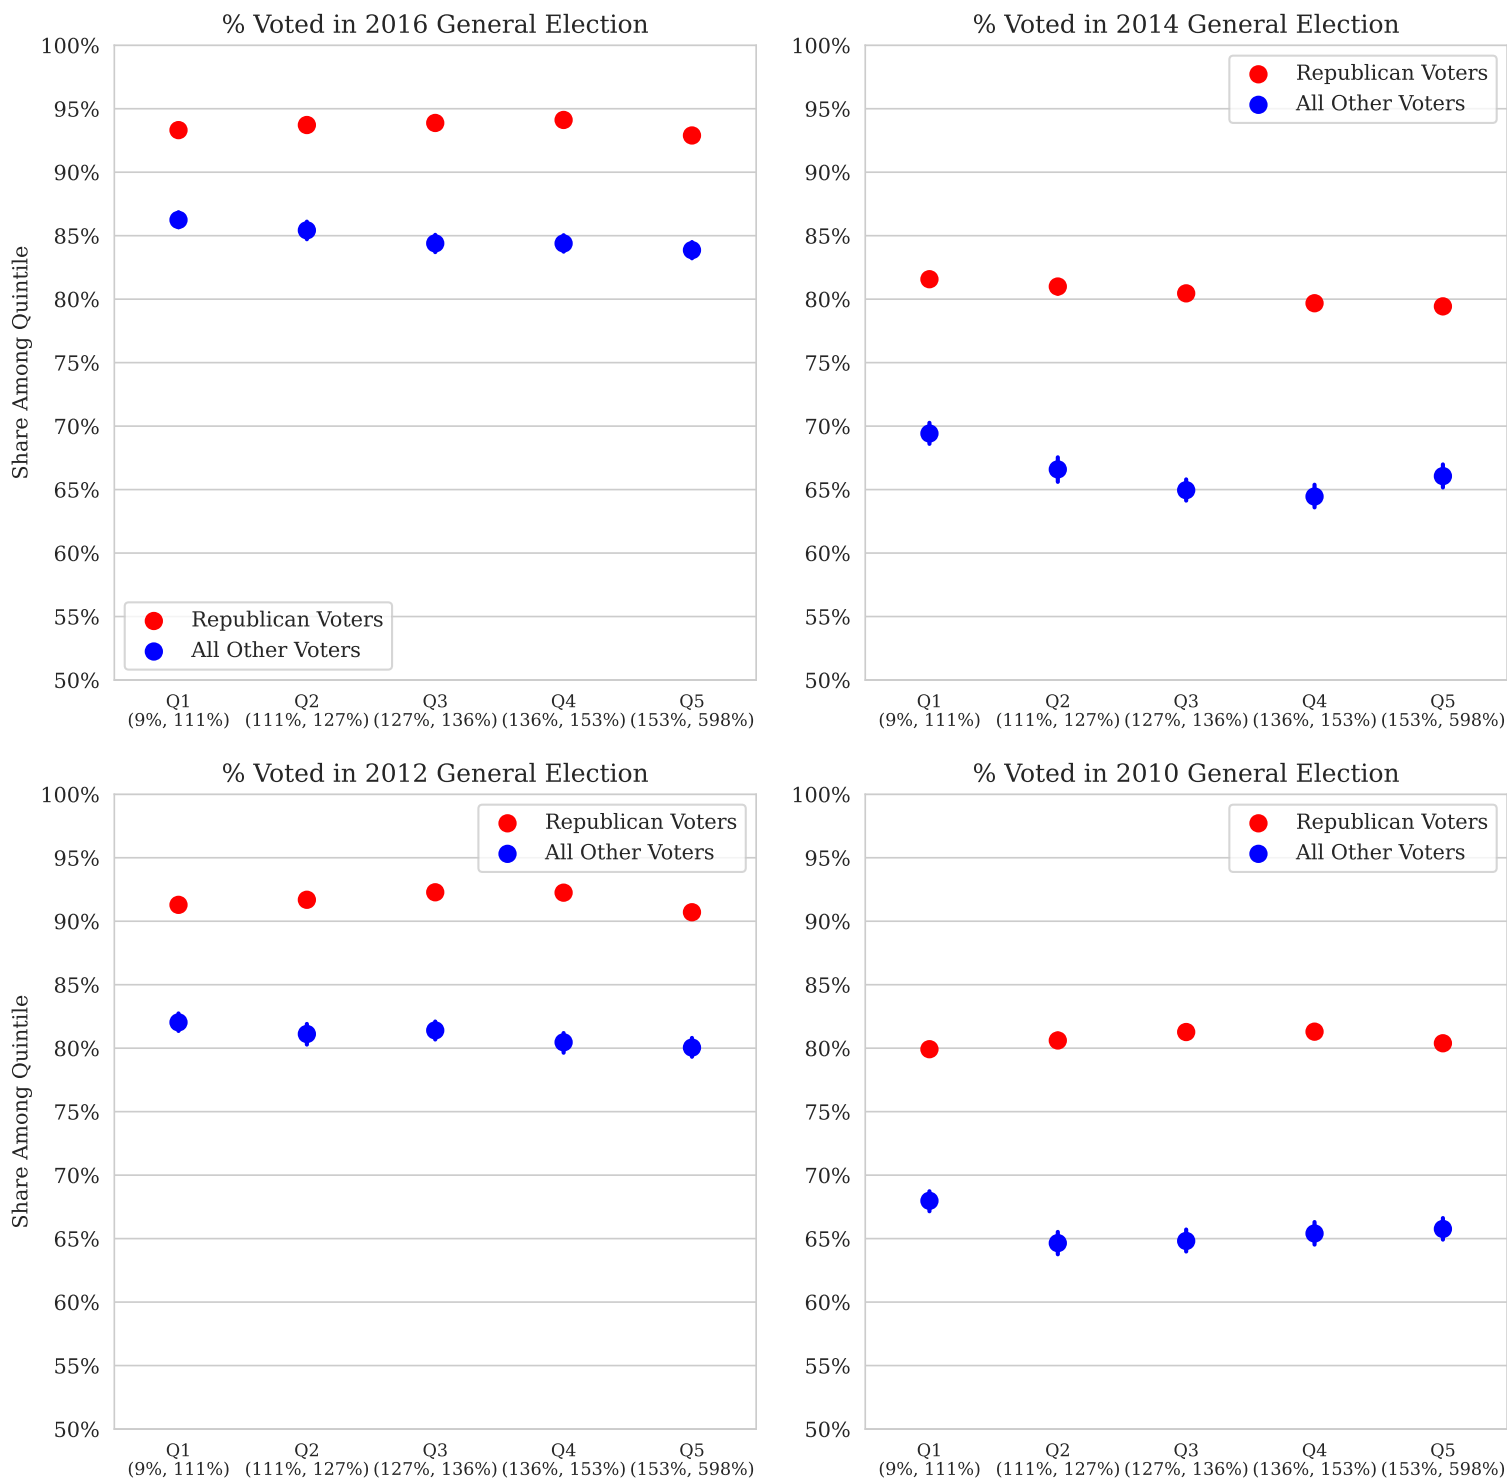 % Voted in 2016 General Election
100%
95%
90%
85%
80%
75%
70%
65%
60%
55%
50%
Share Among Quintile
Republican Voters
All Other Voters
Q1 Q2 Q3 Q4 Q5
(9%, 111%) (111%, 127%) (127%, 136%) (136%, 153%) (153%, 598%)
% Voted in 2014 General Election
100%
95%
90%
85%
80%
75%
70%
65%
60%
55%
50%
Republican Voters
All Other Voters
Q1 Q2 Q3 Q4 Q5
(9%, 111%) (111%, 127%) (127%, 136%) (136%, 153%) (153%, 598%)
% Voted in 2012 General Election
100%
95%
90%
85%
80%
75%
70%
65%
60%
55%
50%
Share Among Quintile
Republican Voters
All Other Voters
Q1 Q2 Q3 Q4 Q5
(9%, 111%) (111%, 127%) (127%, 136%) (136%, 153%) (153%, 598%)
% Voted in 2010 General Election
100%
95%
90%
85%
80%
75%
70%
65%
60%
55%
50%
Republican Voters
All Other Voters
Q1 Q2 Q3 Q4 Q5
(9%, 111%) (111%, 127%) (127%, 136%) (136%, 153%) (153%, 598%)